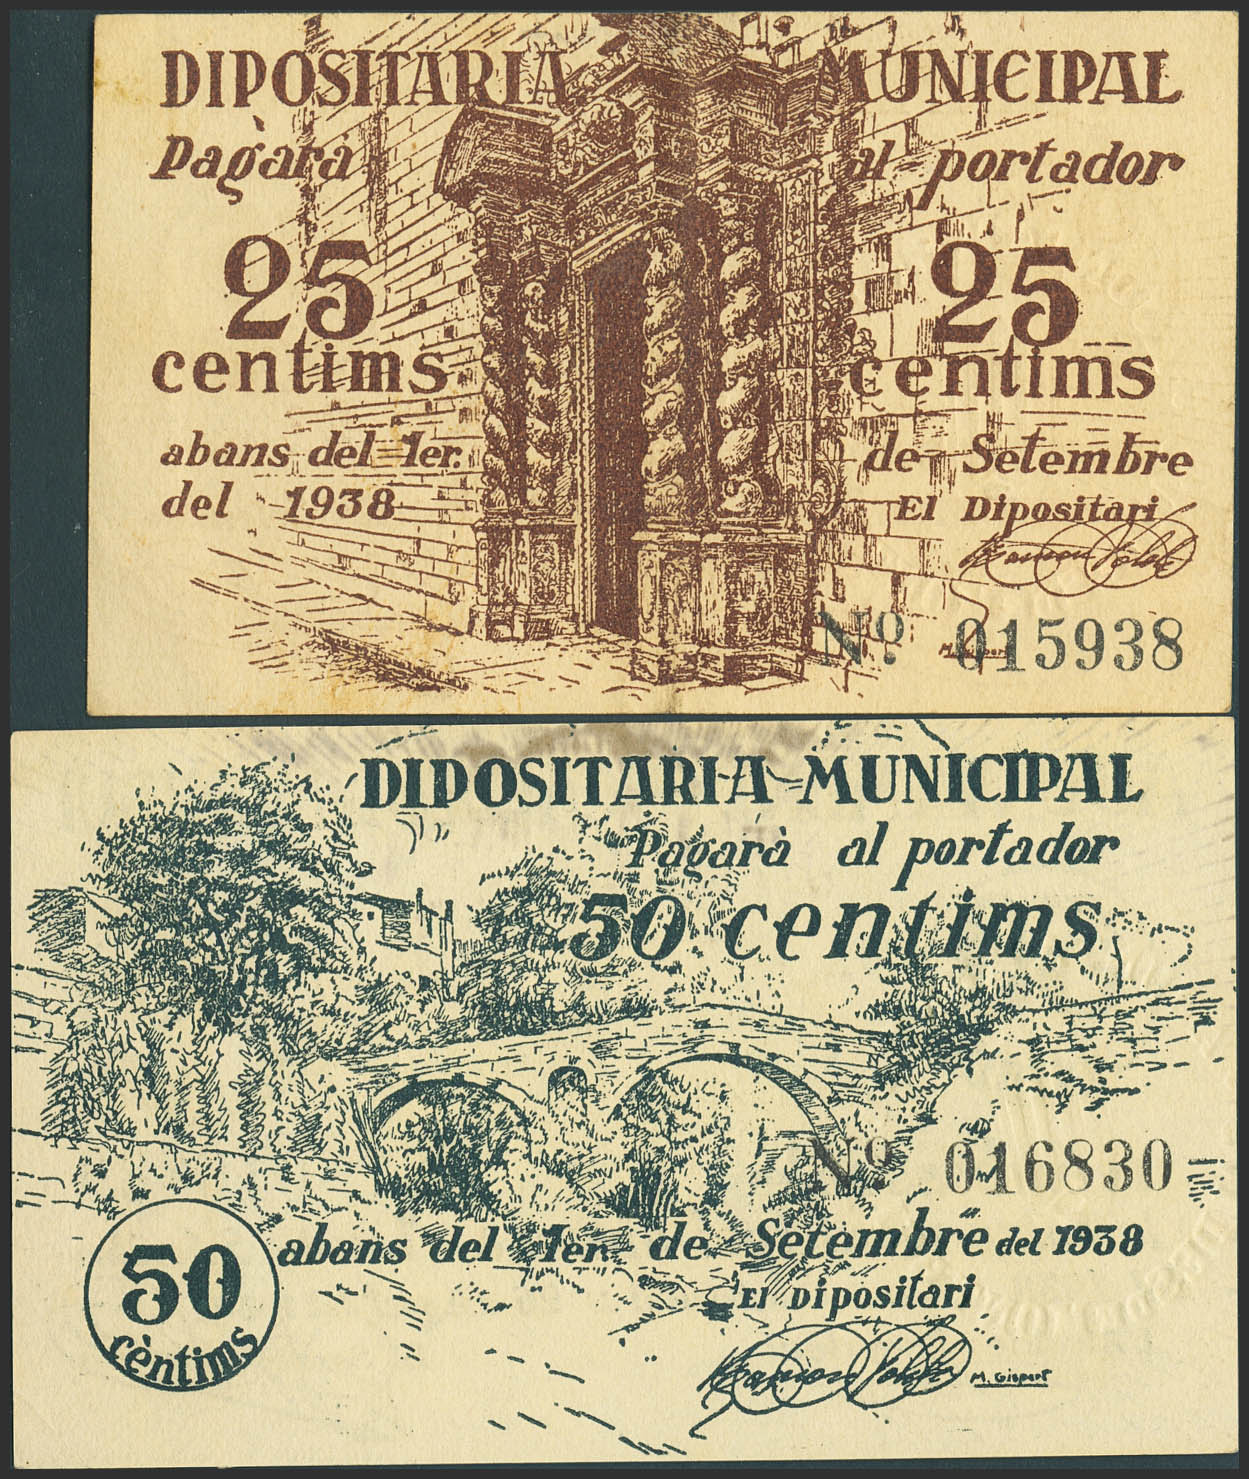 DIPOSITARIA MUNICIPAL
Pagàrà al portador
25 25
centims centims
abans del 1er. de Setembre
del 1938 El Dipositari
Nº. 015938
DIPOSITARIA MUNICIPAL
Pagarà al portador
50 centims
Nº 016830
abans del 1er. de Setembre del 1938
50
cèntims
El Dipositari
M. Gispert